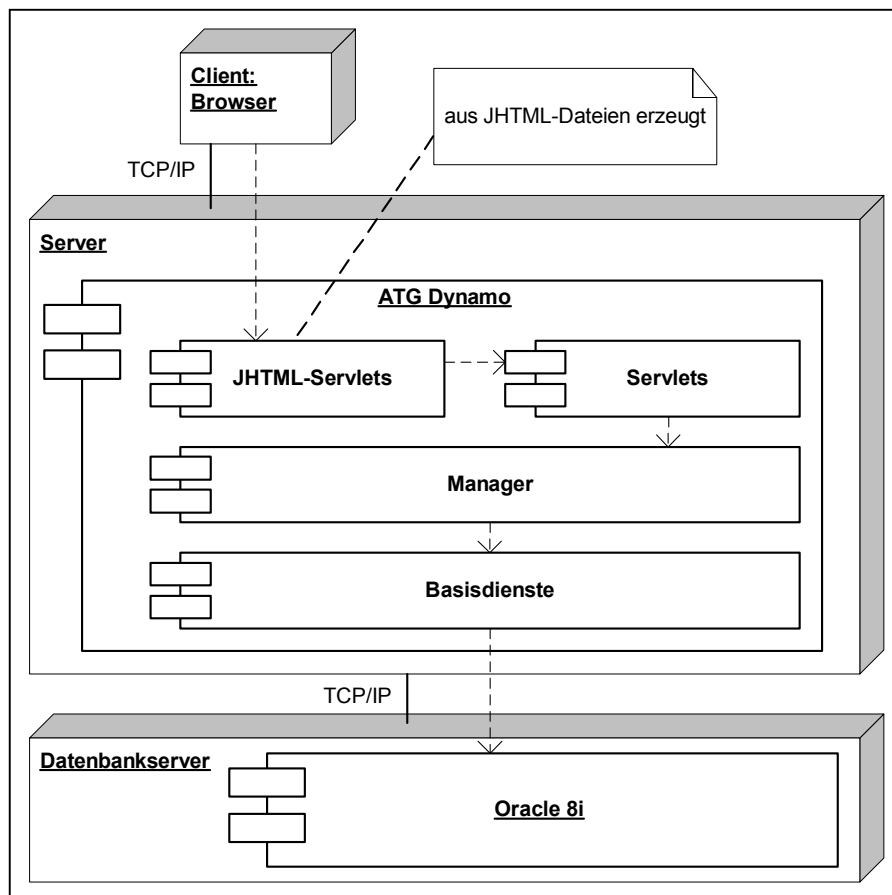 Client:
Browser
aus JHTML-Dateien erzeugt
TCP/IP
Server
ATG Dynamo
JHTML-Servlets
Servlets
Manager
Basisdienste
TCP/IP
Datenbankserver
Oracle 8i